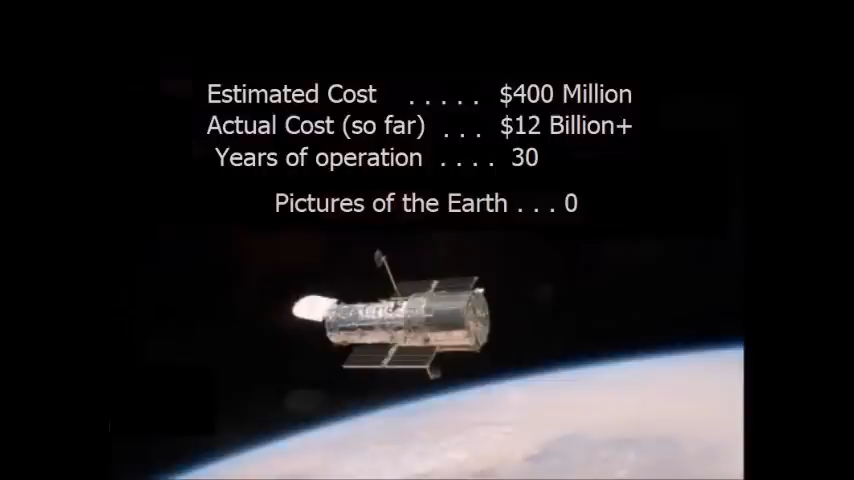 Estimated Cost ..... $400 Million
Actual Cost (so far) ... $12 Billion+
Years of operation .... 30
Pictures of the Earth ... 0